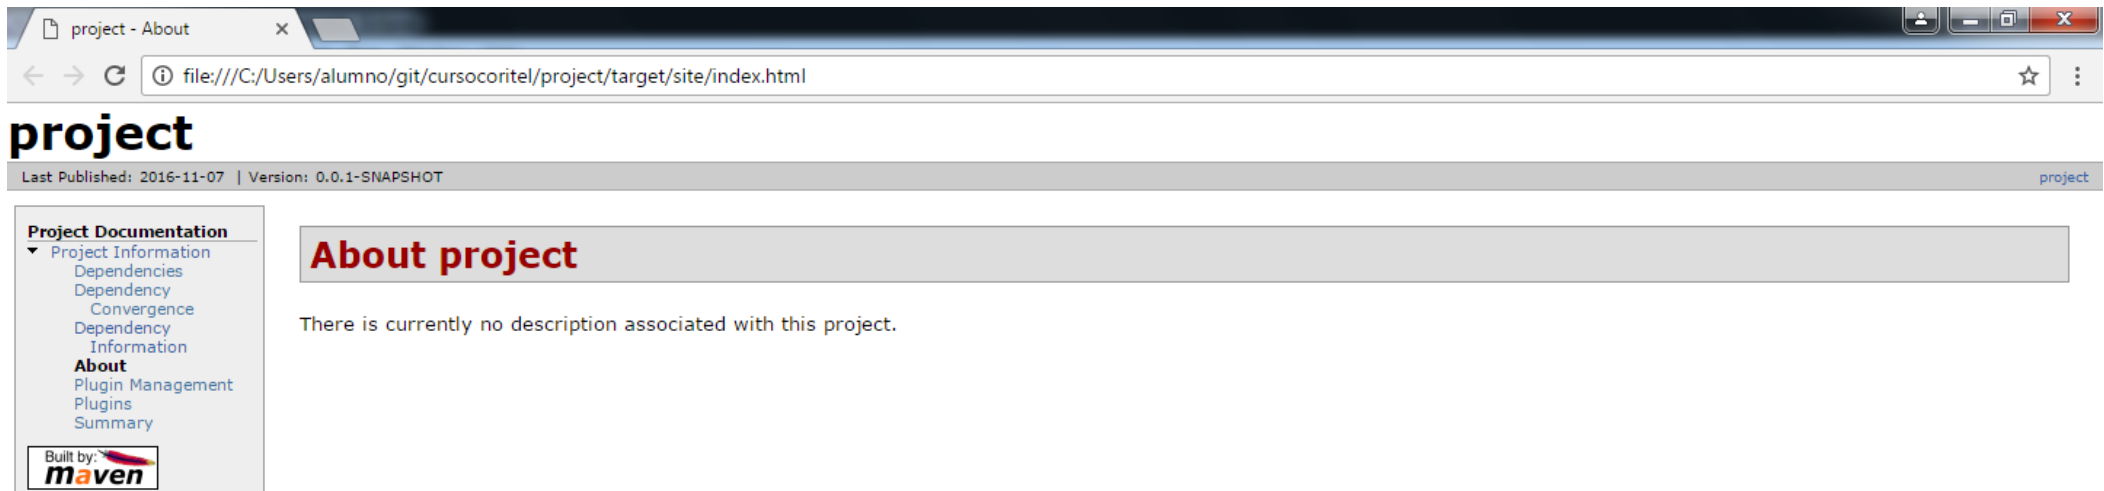 project - About
file:///C:/Users/alumno/git/cursocoritel/project/target/site/index.html
project
Last Published: 2016-11-07 | Version: 0.0.1-SNAPSHOT
project
Project Documentation
Project Information
Dependencies
Dependency
Convergence
Dependency
Information
About
Plugin Management
Plugins
Summary
Built by:
maven
About project
There is currently no description associated with this project.